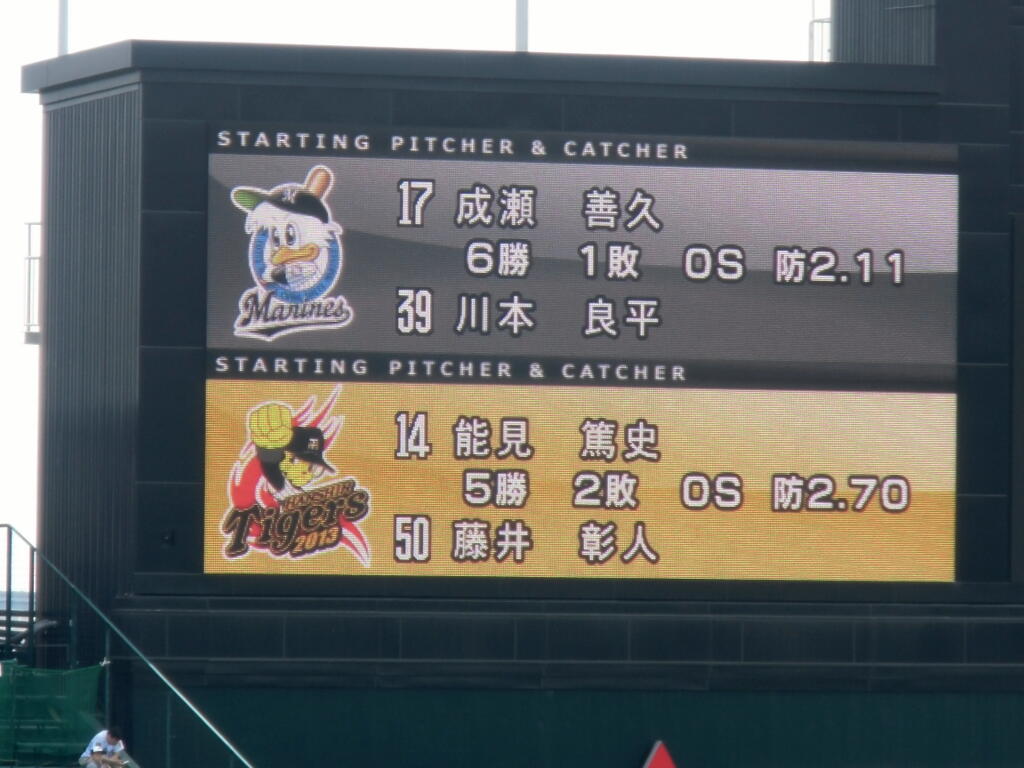 STARTING PITCHER & CATCHER
17 成瀬 善久
6勝 1敗 0S 防2.11
Marines
39 川本 良平
STARTING PITCHER & CATCHER
14 能見 篤史
5勝 2敗 0S 防2.70
HANSHIN
Tigers
2013
50 藤井 彰人